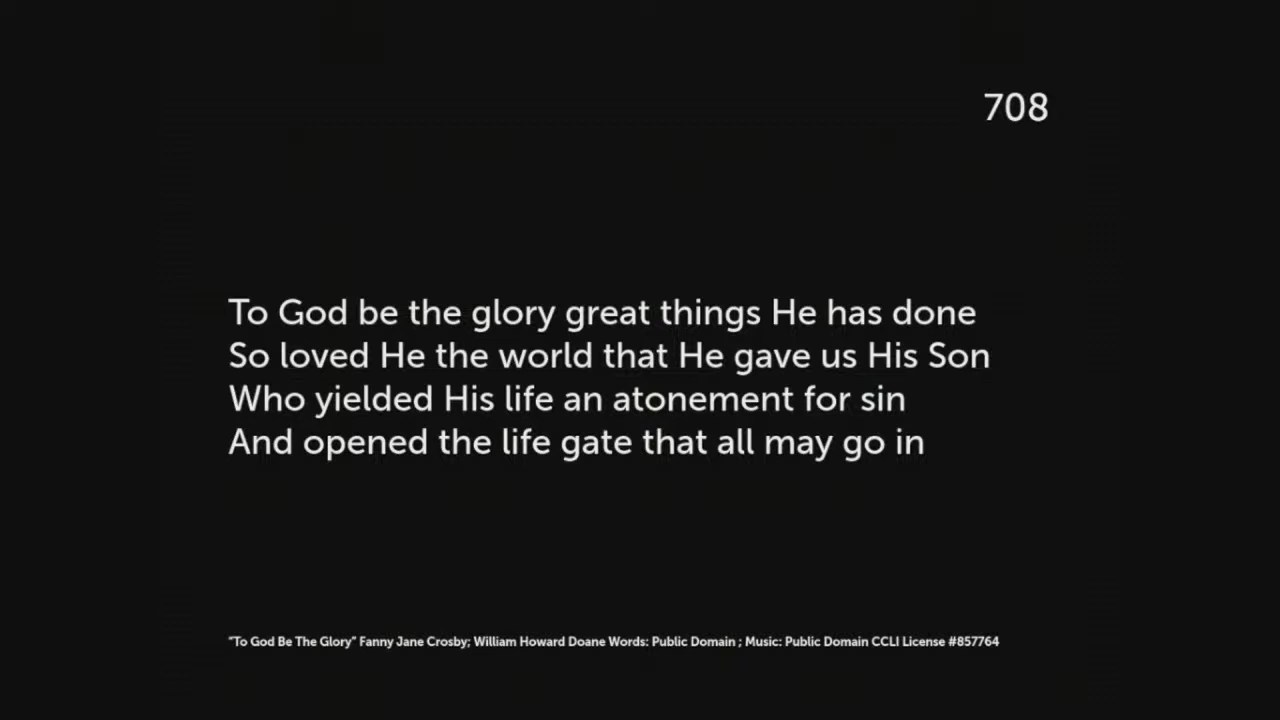 708
To God be the glory great things He has done
So loved He the world that He gave us His Son
Who yielded His life an atonement for sin
And opened the life gate that all may go in
"To God Be The Glory" Fanny Jane Crosby; William Howard Doane Words: Public Domain ; Music: Public Domain CCLI License #857764